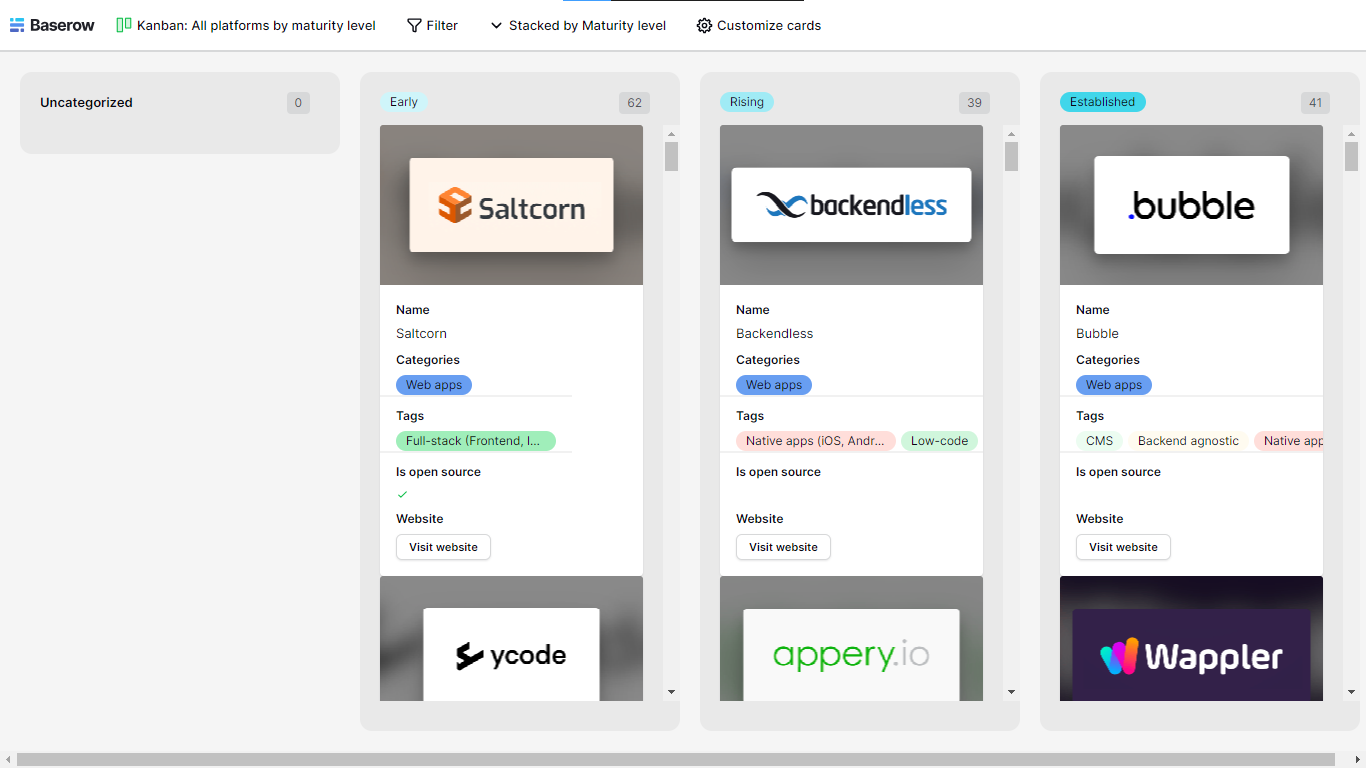 Baserow
Kanban: All platforms by maturity level
Filter
Stacked by Maturity level
Customize cards
Uncategorized
0
Early
62
Saltcorn
Name
Saltcorn
Categories
Web apps
Tags
Full-stack (Frontend, I...
Is open source
Website
Visit website
ycode
Rising
39
backendless
Name
Backendless
Categories
Web apps
Tags
Native apps (iOS, Andr...
Low-code
Is open source
Website
Visit website
appery.io
Established
41
.bubble
Name
Bubble
Categories
Web apps
Tags
CMS
Backend agnostic
Native app
Is open source
Website
Visit website
Wappler